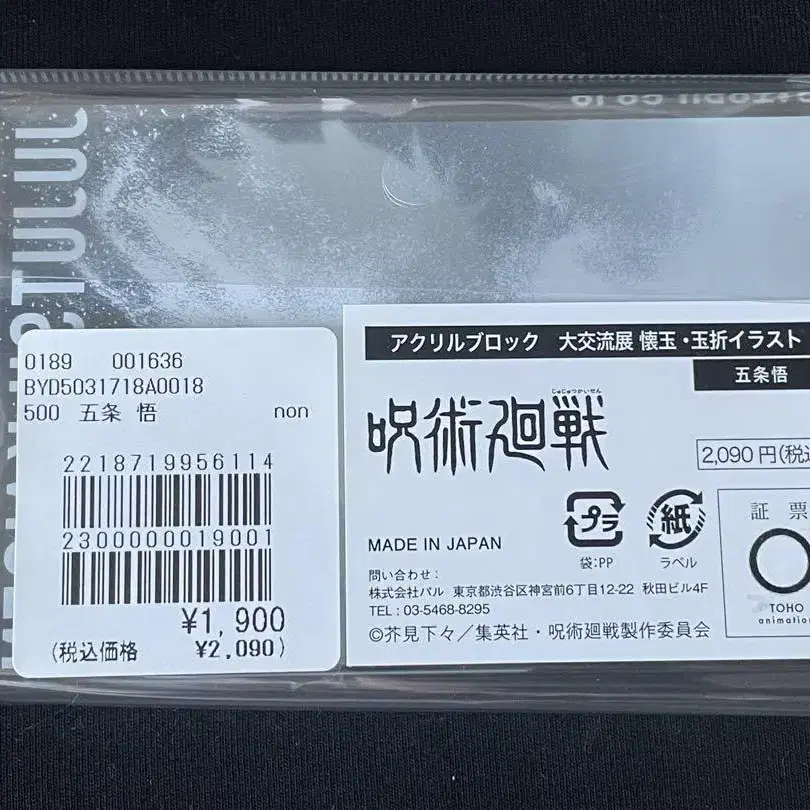 0189 001636
BYD5031718A0018
500 五条 悟 non
2218719956114
2300000019001
¥1,900
(税込価格 ¥2,090)
アクリルブロック 大交流展 懐玉・玉折イラスト
五条悟
じゅじゅつかいせん
呪術廻戦
2,090円(税込
プラ
紙
袋:PP
ラベル
MADE IN JAPAN
問い合わせ:
株式会社パル 東京都渋谷区神宮前6丁目12-22 秋田ビル4F
TEL : 03-5468-8295
©芥見下々/集英社・呪術廻戦製作委員会
証票
TOHO
animation